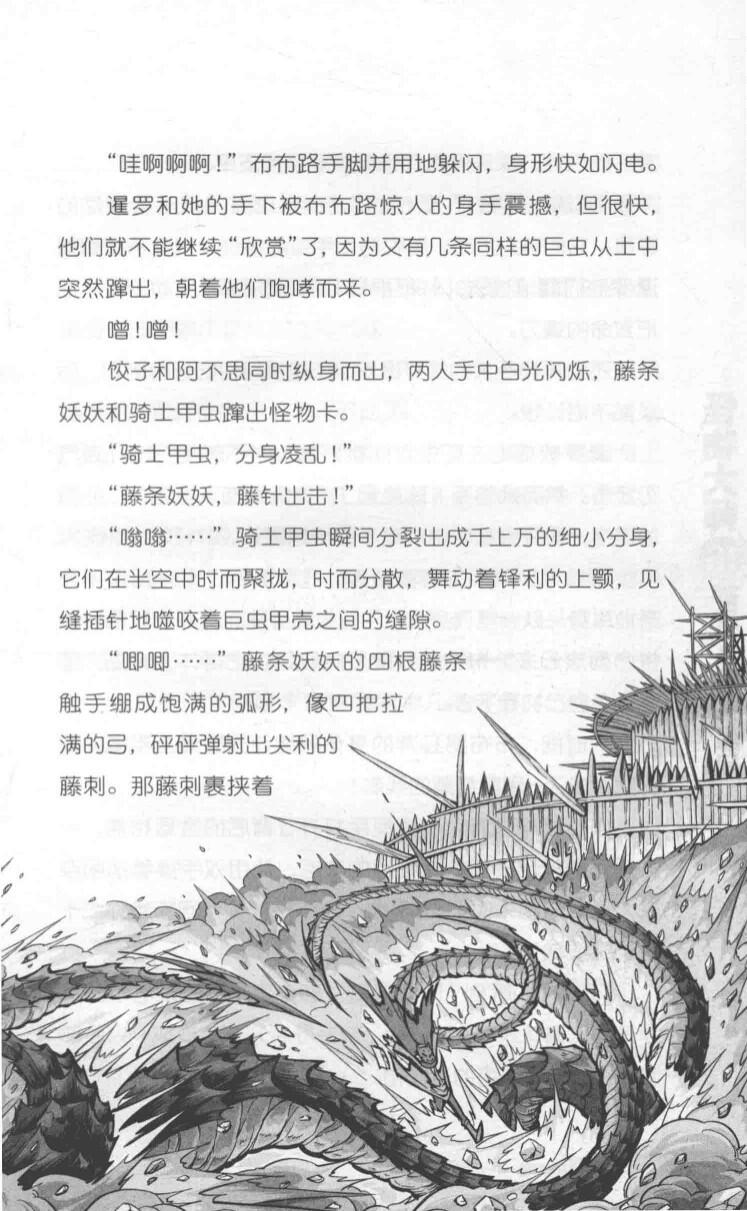 “哇啊啊啊！”布布路手脚并用地躲闪，身形快如闪电。
暹罗和她的手下被布布路惊人的身手震撼，但很快，
他们就不能继续“欣赏”了，因为又有几条同样的巨虫从土中
突然蹿出，朝着他们咆哮而来。
噌！噌！
饺子和阿不思同时纵身而出，两人手中白光闪烁，藤条
妖妖和骑士甲虫蹿出怪物卡。
“骑士甲虫，分身凌乱！”
“藤条妖妖，藤针出击！”
“嗡嗡……”骑士甲虫瞬间分裂出成千上万的细小分身，
它们在半空中时而聚拢，时而分散，舞动着锋利的上颚，见
缝插针地噬咬着巨虫甲壳之间的缝隙。
“唧唧……”藤条妖妖的四根藤条
触手绷成饱满的弧形，像四把拉
满的弓，砰砰弹射出尖利的
藤刺。那藤刺裹挟着